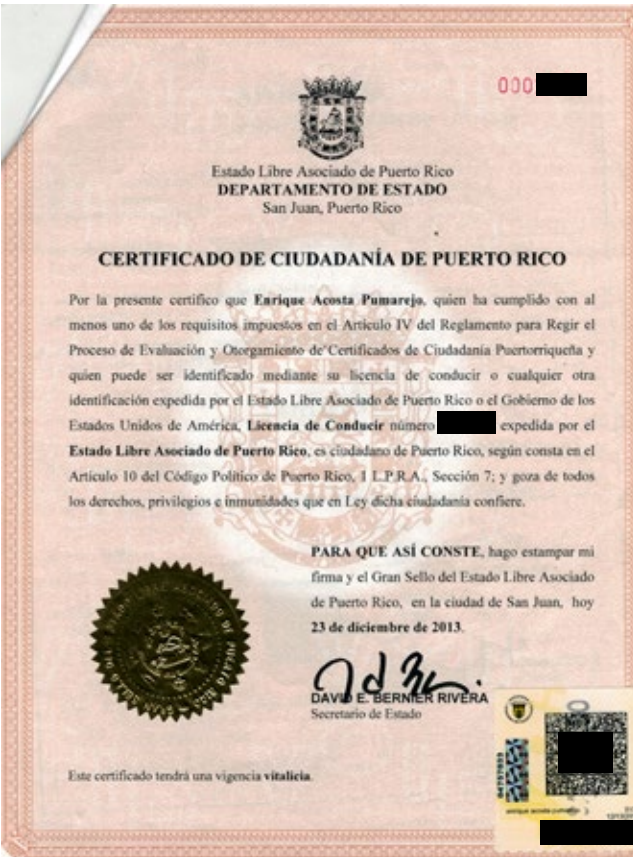 000
Estado Libre Asociado de Puerto Rico
DEPARTAMENTO DE ESTADO
San Juan, Puerto Rico
CERTIFICADO DE CIUDADANÍA DE PUERTO RICO
Por la presente certifico que Enrique Acosta Pumarejo, quien ha cumplido con al
menos uno de los requisitos impuestos en el Artículo IV del Reglamento para Regir el
Proceso de Evaluación y Otorgamiento de Certificados de Ciudadanía Puertorriqueña y
quien puede ser identificado mediante su licencia de conducir o cualquier otra
identificación expedida por el Estado Libre Asociado de Puerto Rico o el Gobierno de los
Estados Unidos de América, Licencia de Conducir número expedida por el
Estado Libre Asociado de Puerto Rico, es ciudadano de Puerto Rico, según consta en el
Artículo 10 del Código Político de Puerto Rico, 1 L.P.R.A., Sección 7; y goza de todos
los derechos, privilegios e inmunidades que en Ley dicha ciudadanía confiere.
PARA QUE ASÍ CONSTE, hago estampar mi
firma y el Gran Sello del Estado Libre Asociado
de Puerto Rico, en la ciudad de San Juan, hoy
23 de diciembre de 2013.
DAVID E. BERNIER RIVERA
Secretario de Estado
Este certificado tendrá una vigencia vitalicia.